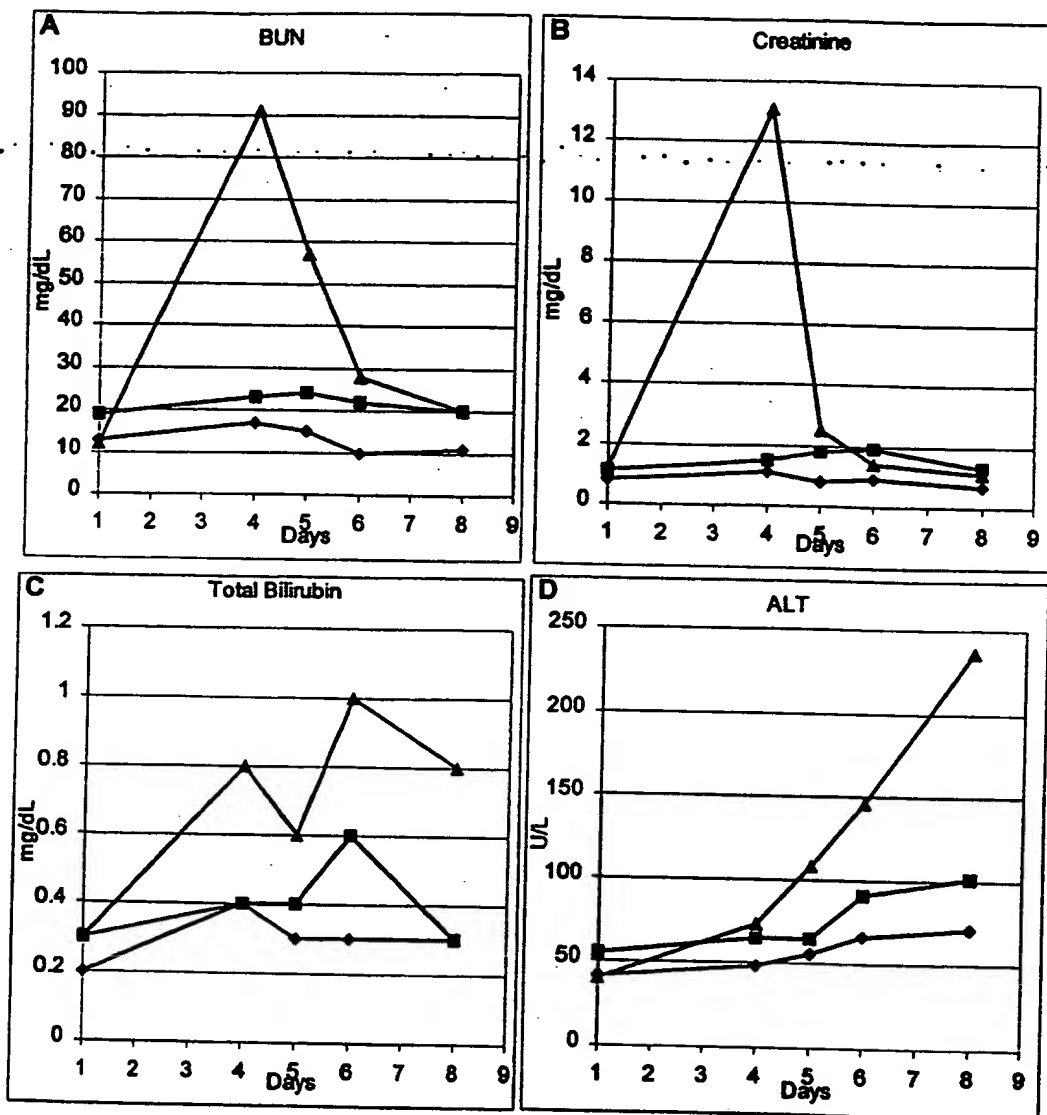 A
BUN
100
90
80
70
60
50
40
30
20
10
0
mg/dL
1 2 3 4 5 6 7 8 9
Days
B
Creatinine
14
12
10
8
6
4
2
0
mg/dL
1 2 3 4 5 6 7 8 9
Days
C
Total Bilirubin
1.2
1
0.8
0.6
0.4
0.2
0
mg/dL
1 2 3 4 5 6 7 8 9
Days
D
ALT
250
200
150
100
50
0
U/L
1 2 3 4 5 6 7 8 9
Days